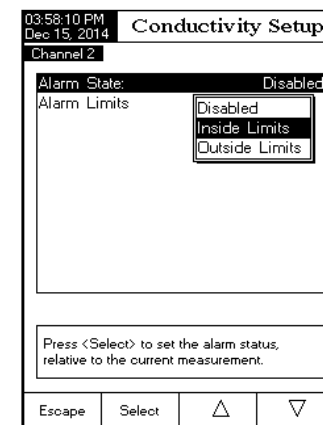 03:58:10 PM
Dec 15, 2014
Conductivity Setup
Channel 2
Alarm State: Disabled
Alarm Limits
Disabled
Inside Limits
Outside Limits
Press <Select> to set the alarm status,
relative to the current measurement.
Escape Select △ ▽